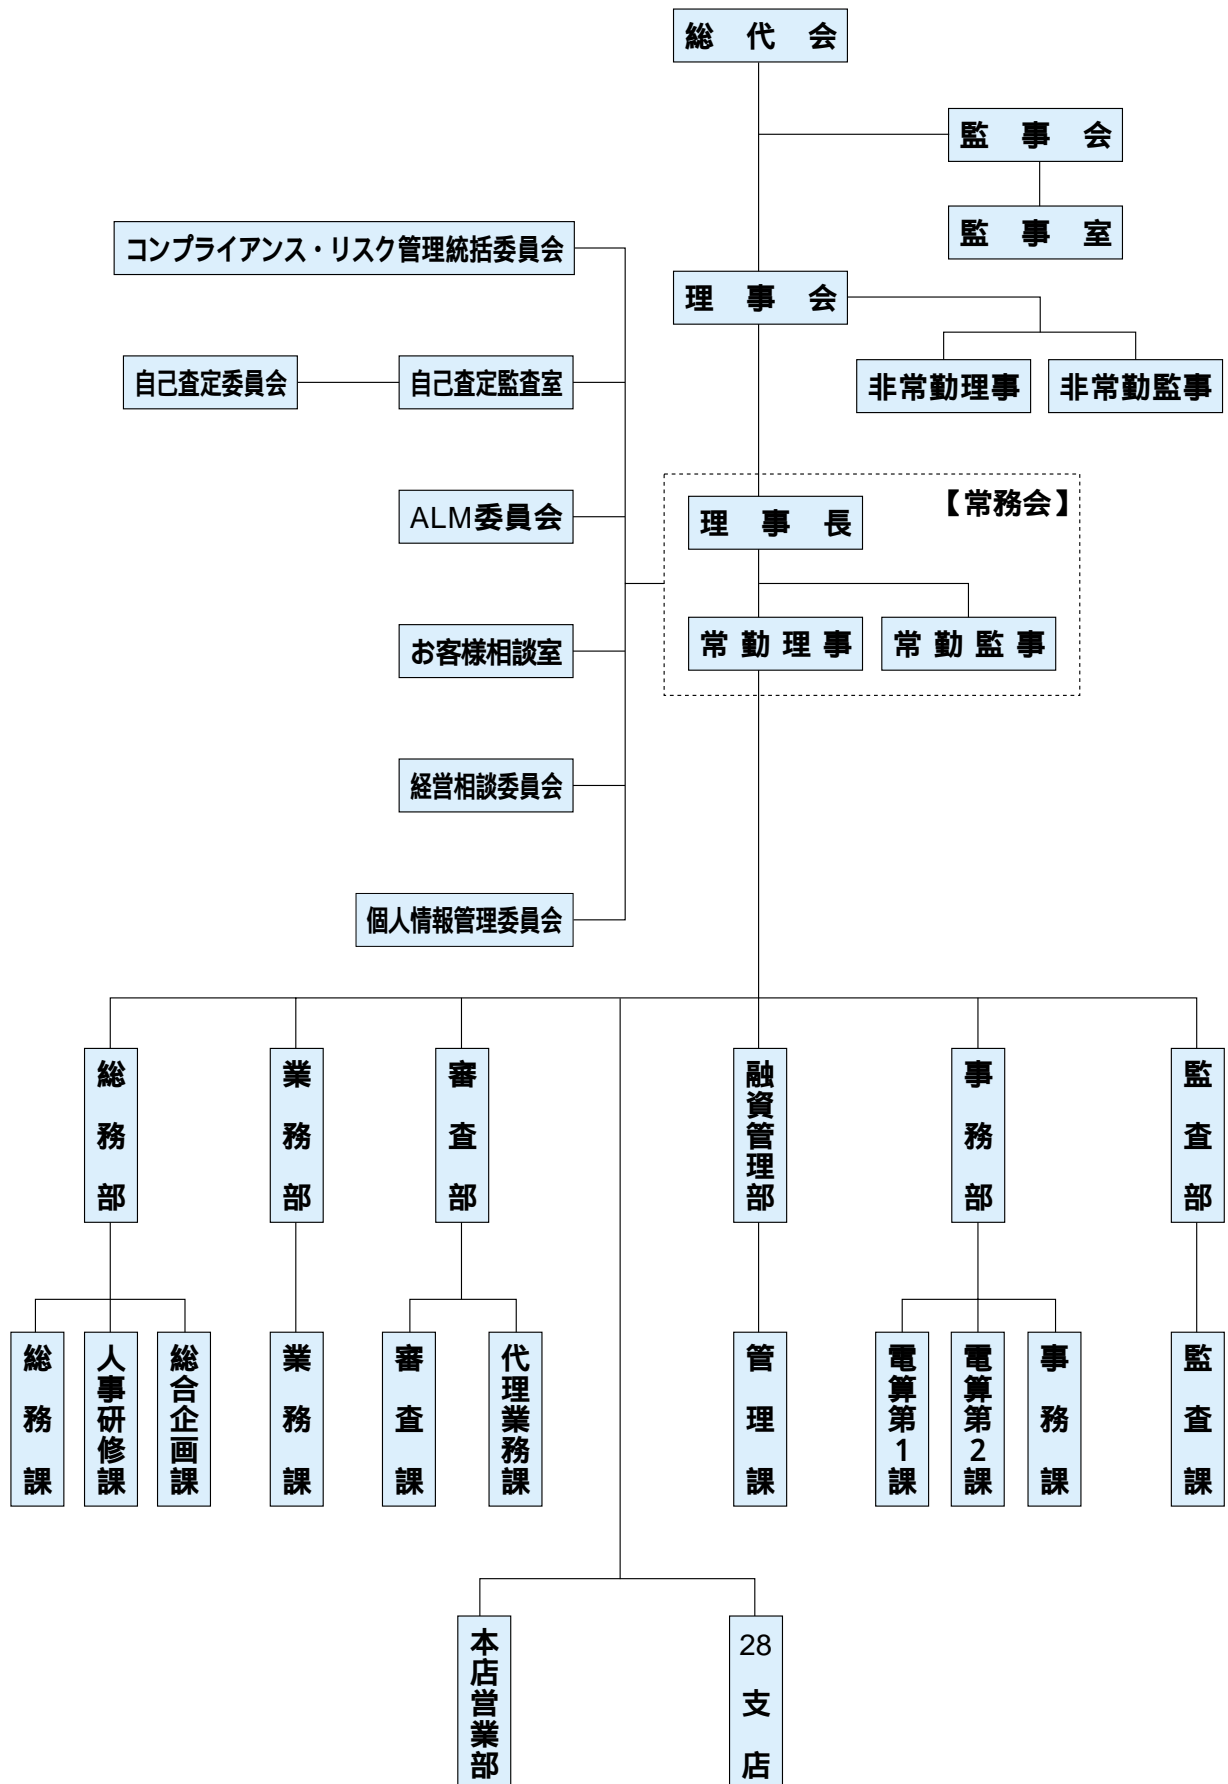 総代会
監事会
監事室
コンプライアンス・リスク管理統括委員会
理事会
自己査定委員会
自己査定監査室
非常勤理事
非常勤監事
ALM委員会
【常務会】
理事長
お客様相談室
常勤理事
常勤監事
経営相談委員会
個人情報管理委員会
総務部
業務部
審査部
融資管理部
事務部
監査部
総務課
人事研修課
総合企画課
業務課
審査課
代理業務課
管理課
電算第1課
電算第2課
事務課
監査課
本店営業部
28支店